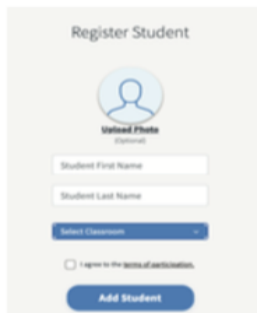 Register Student
Upload Photo
(Optional)
Student First Name
Student Last Name
Select Classroom
I agree to the terms of participation.
Add Student